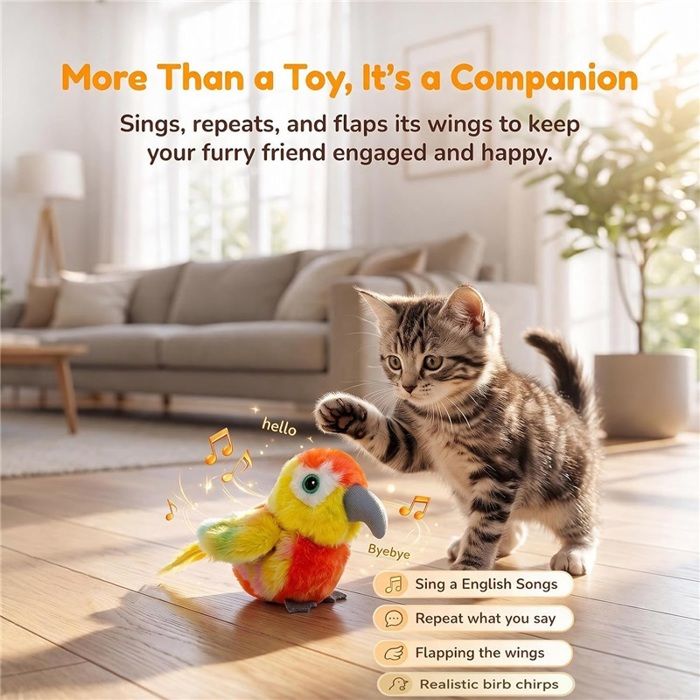 More Than a Toy, It's a Companion
Sings, repeats, and flaps its wings to keep
your furry friend engaged and happy.
hello
Byebye
Sing a English Songs
Repeat what you say
Flapping the wings
Realistic birb chirps